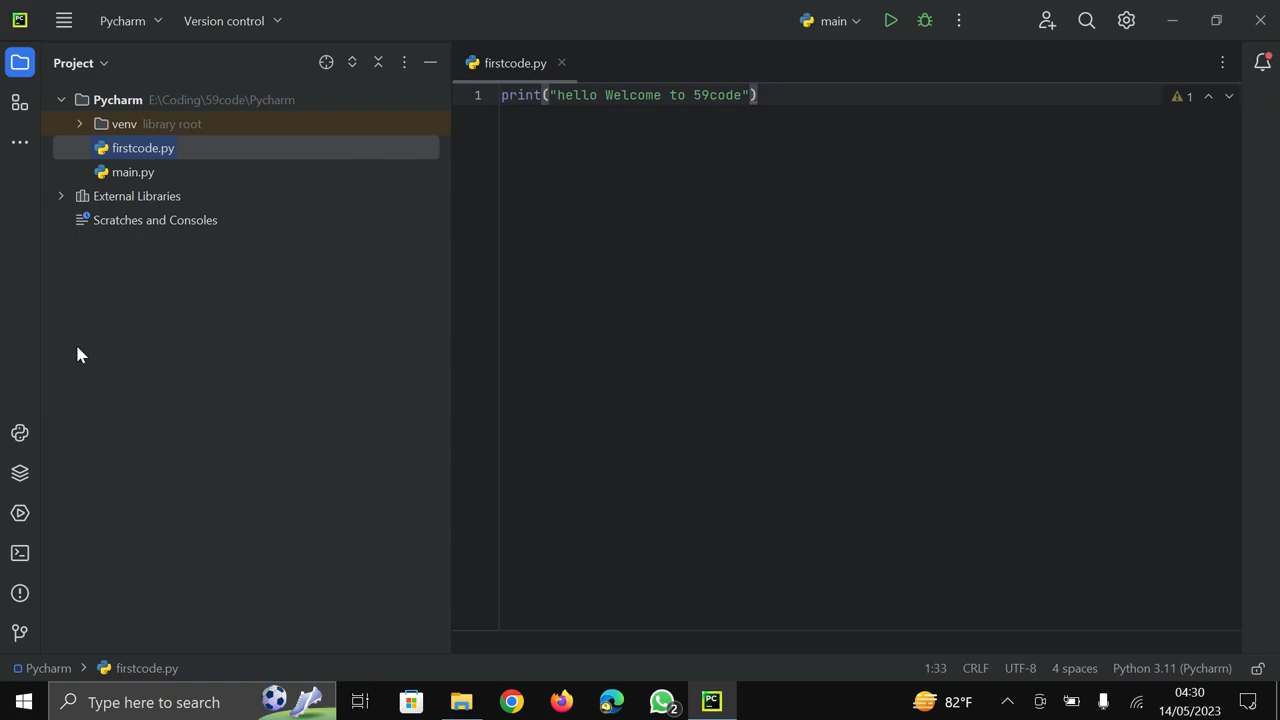 PC Pycharm Version control main
Project
Pycharm E:\Coding\59code\Pycharm
venv library root
firstcode.py
main.py
External Libraries
Scratches and Consoles
firstcode.py
1 print("hello Welcome to 59code")
1
Pycharm firstcode.py 1:33 CRLF UTF-8 4 spaces Python 3.11 (Pycharm)
Type here to search 2 PC 82°F 04:30
14/05/2023